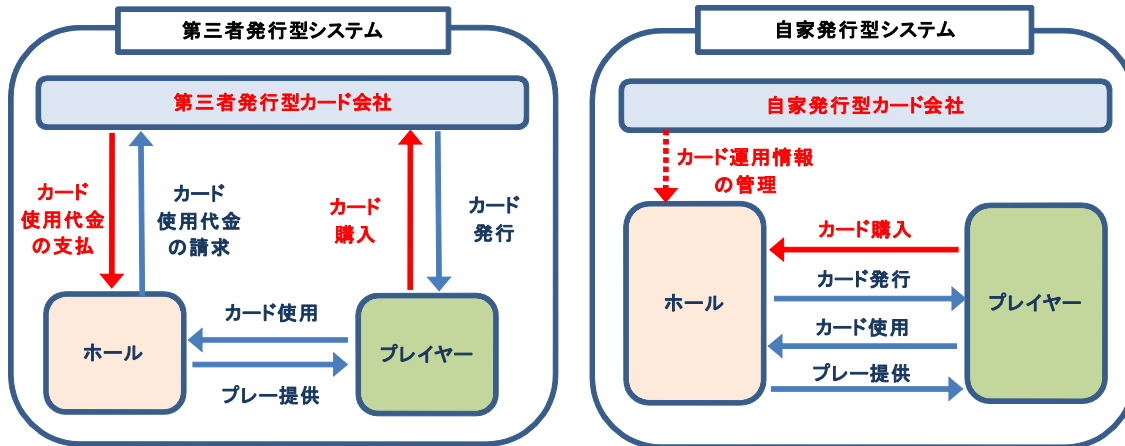 第三者発行型システム
第三者発行型カード会社
カード
使用代金
の支払
カード
使用代金
の請求
カード
購入
カード
発行
ホール
カード使用
プレー提供
プレイヤー
自家発行型システム
自家発行型カード会社
カード運用情報
の管理
ホール
カード購入
カード発行
カード使用
プレー提供
プレイヤー